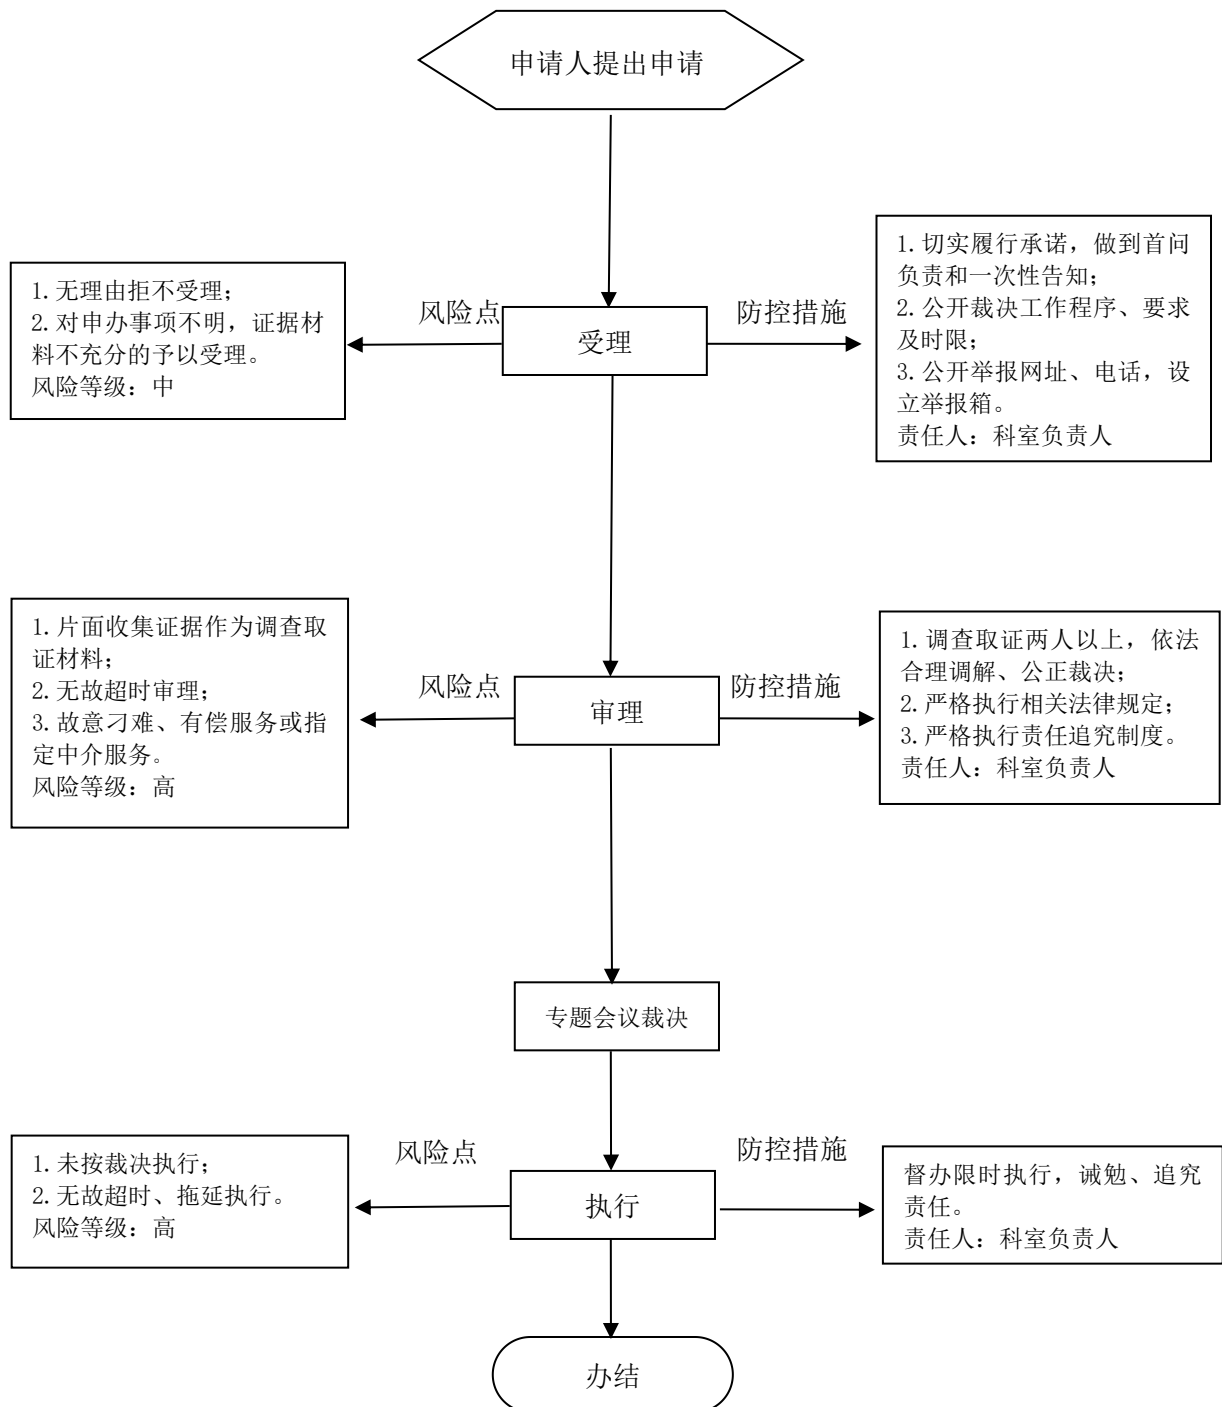 申请人提出申请
1.无理由拒不受理；
2.对申办事项不明，证据材
料不充分的予以受理。
风险等级：中
风险点
受理
防控措施
1.切实履行承诺，做到首问
负责和一次性告知；
2.公开裁决工作程序、要求
及时限；
3.公开举报网址、电话，设
立举报箱。
责任人：科室负责人
1.片面收集证据作为调查取
证材料；
2.无故超时审理；
3.故意刁难、有偿服务或指
定中介服务。
风险等级：高
风险点
审理
防控措施
1.调查取证两人以上，依法
合理调解、公正裁决；
2.严格执行相关法律规定；
3.严格执行责任追究制度。
责任人：科室负责人
专题会议裁决
1.未按裁决执行；
2.无故超时、拖延执行。
风险等级：高
风险点
执行
防控措施
督办限时执行，诫勉、追究
责任。
责任人：科室负责人
办结